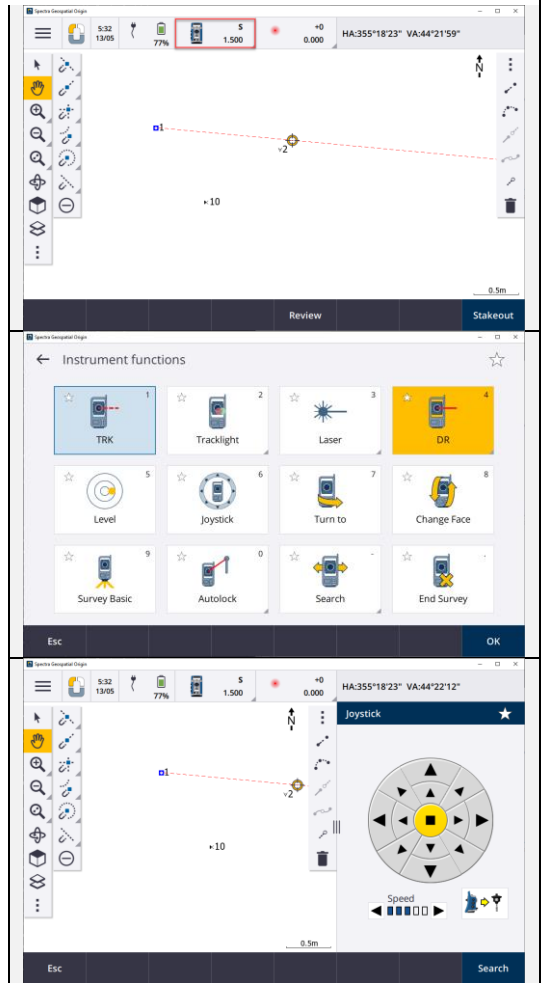 Spectra Geospatial Origin
5:32
13/05
77%
S
1.500
+0
0.000
HA:355°18'23" VA:44°21'59"
N
1
2
10
0.5m
Review
Stakeout
Spectra Geospatial Origin
Instrument functions
1
TRK
2
Tracklight
3
Laser
4
DR
5
Level
6
Joystick
7
Turn to
8
Change Face
9
Survey Basic
0
Autolock
-
Search
.
End Survey
Esc
OK
Spectra Geospatial Origin
5:32
13/05
77%
S
1.500
+0
0.000
HA:355°18'23" VA:44°22'12"
N
Joystick
1
2
10
Speed
0.5m
Esc
Search